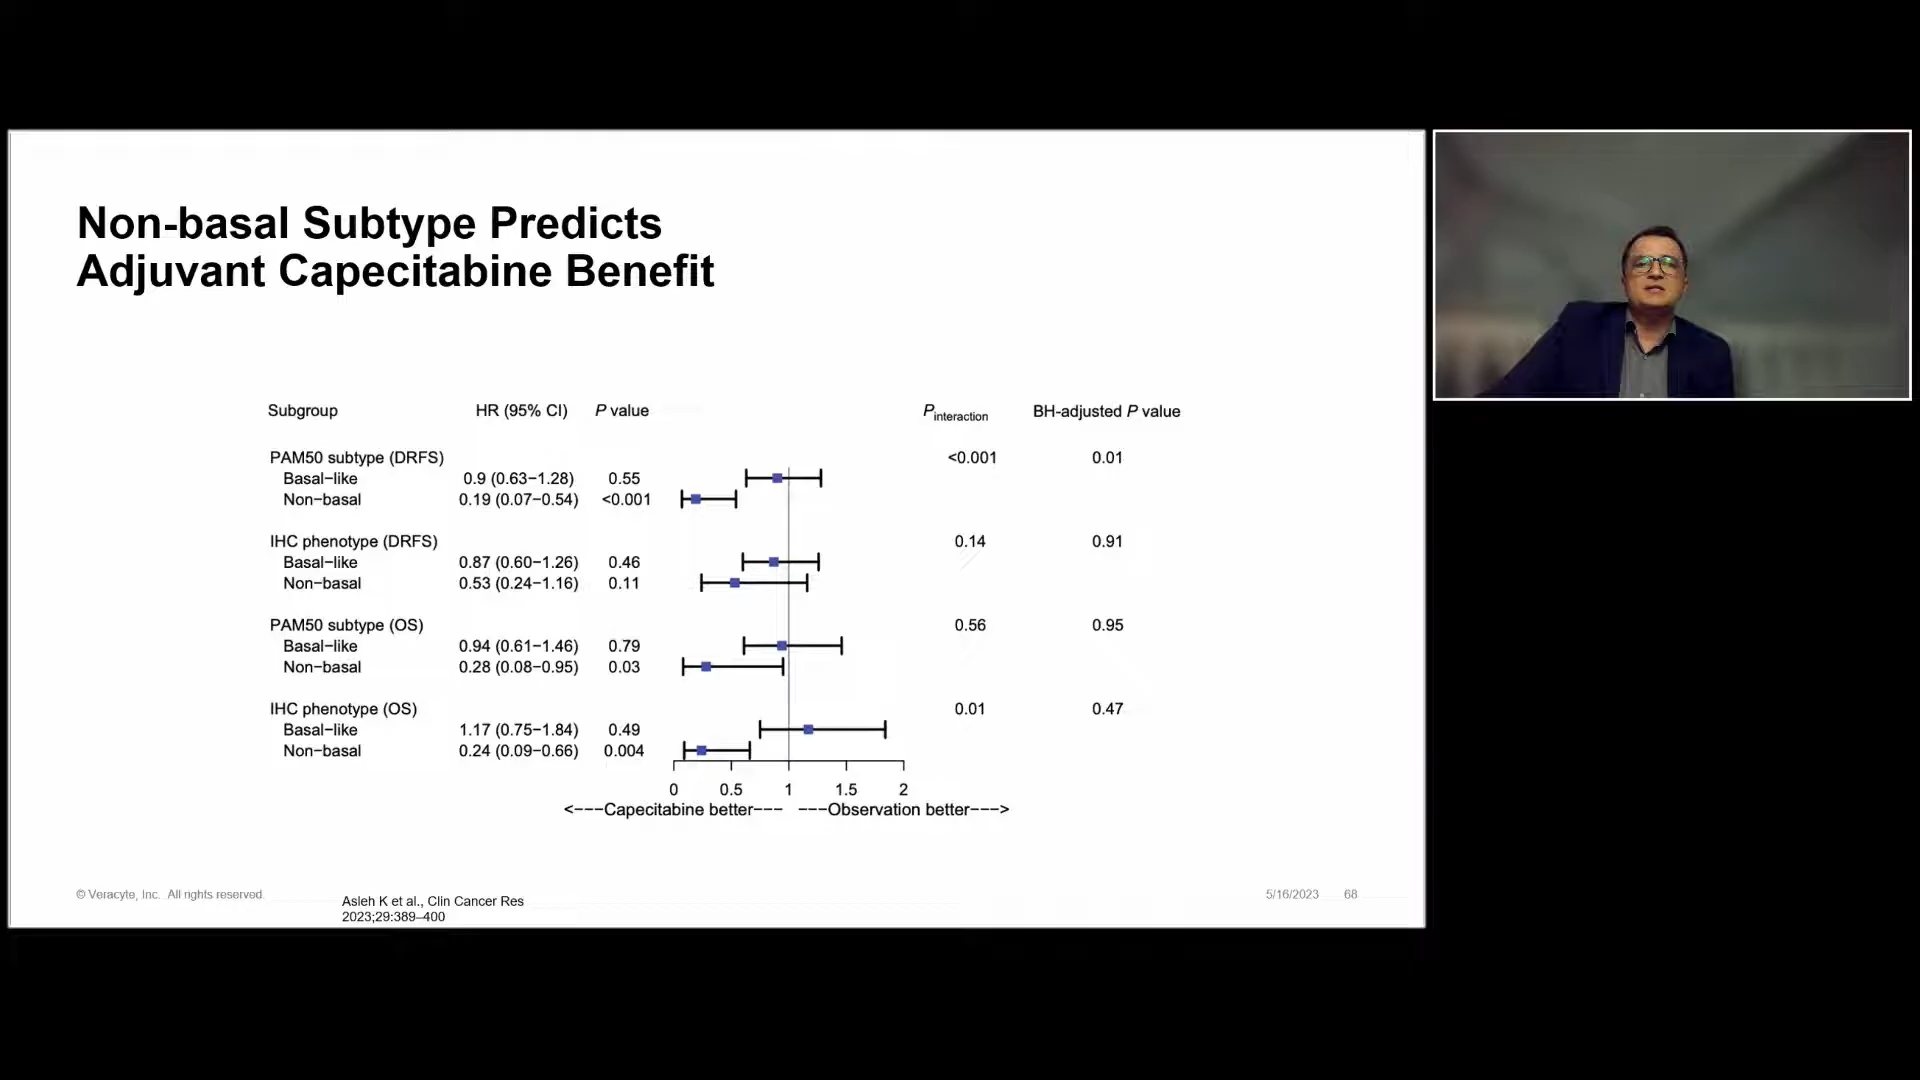 Non-basal Subtype Predicts
Adjuvant Capecitabine Benefit
Subgroup HR (95% CI) P value Pinteraction BH-adjusted P value
PAM50 subtype (DRFS) <0.001 0.01
Basal−like 0.9 (0.63−1.28) 0.55
Non−basal 0.19 (0.07−0.54) <0.001
IHC phenotype (DRFS) 0.14 0.91
Basal−like 0.87 (0.60−1.26) 0.46
Non−basal 0.53 (0.24−1.16) 0.11
PAM50 subtype (OS) 0.56 0.95
Basal−like 0.94 (0.61−1.46) 0.79
Non−basal 0.28 (0.08−0.95) 0.03
IHC phenotype (OS) 0.01 0.47
Basal−like 1.17 (0.75−1.84) 0.49
Non−basal 0.24 (0.09−0.66) 0.004
0 0.5 1 1.5 2
<−−−Capecitabine better−−− −−−Observation better−−−>
© Veracyte, Inc. All rights reserved.
Asleh K et al., Clin Cancer Res
2023;29:389–400
5/16/2023 68